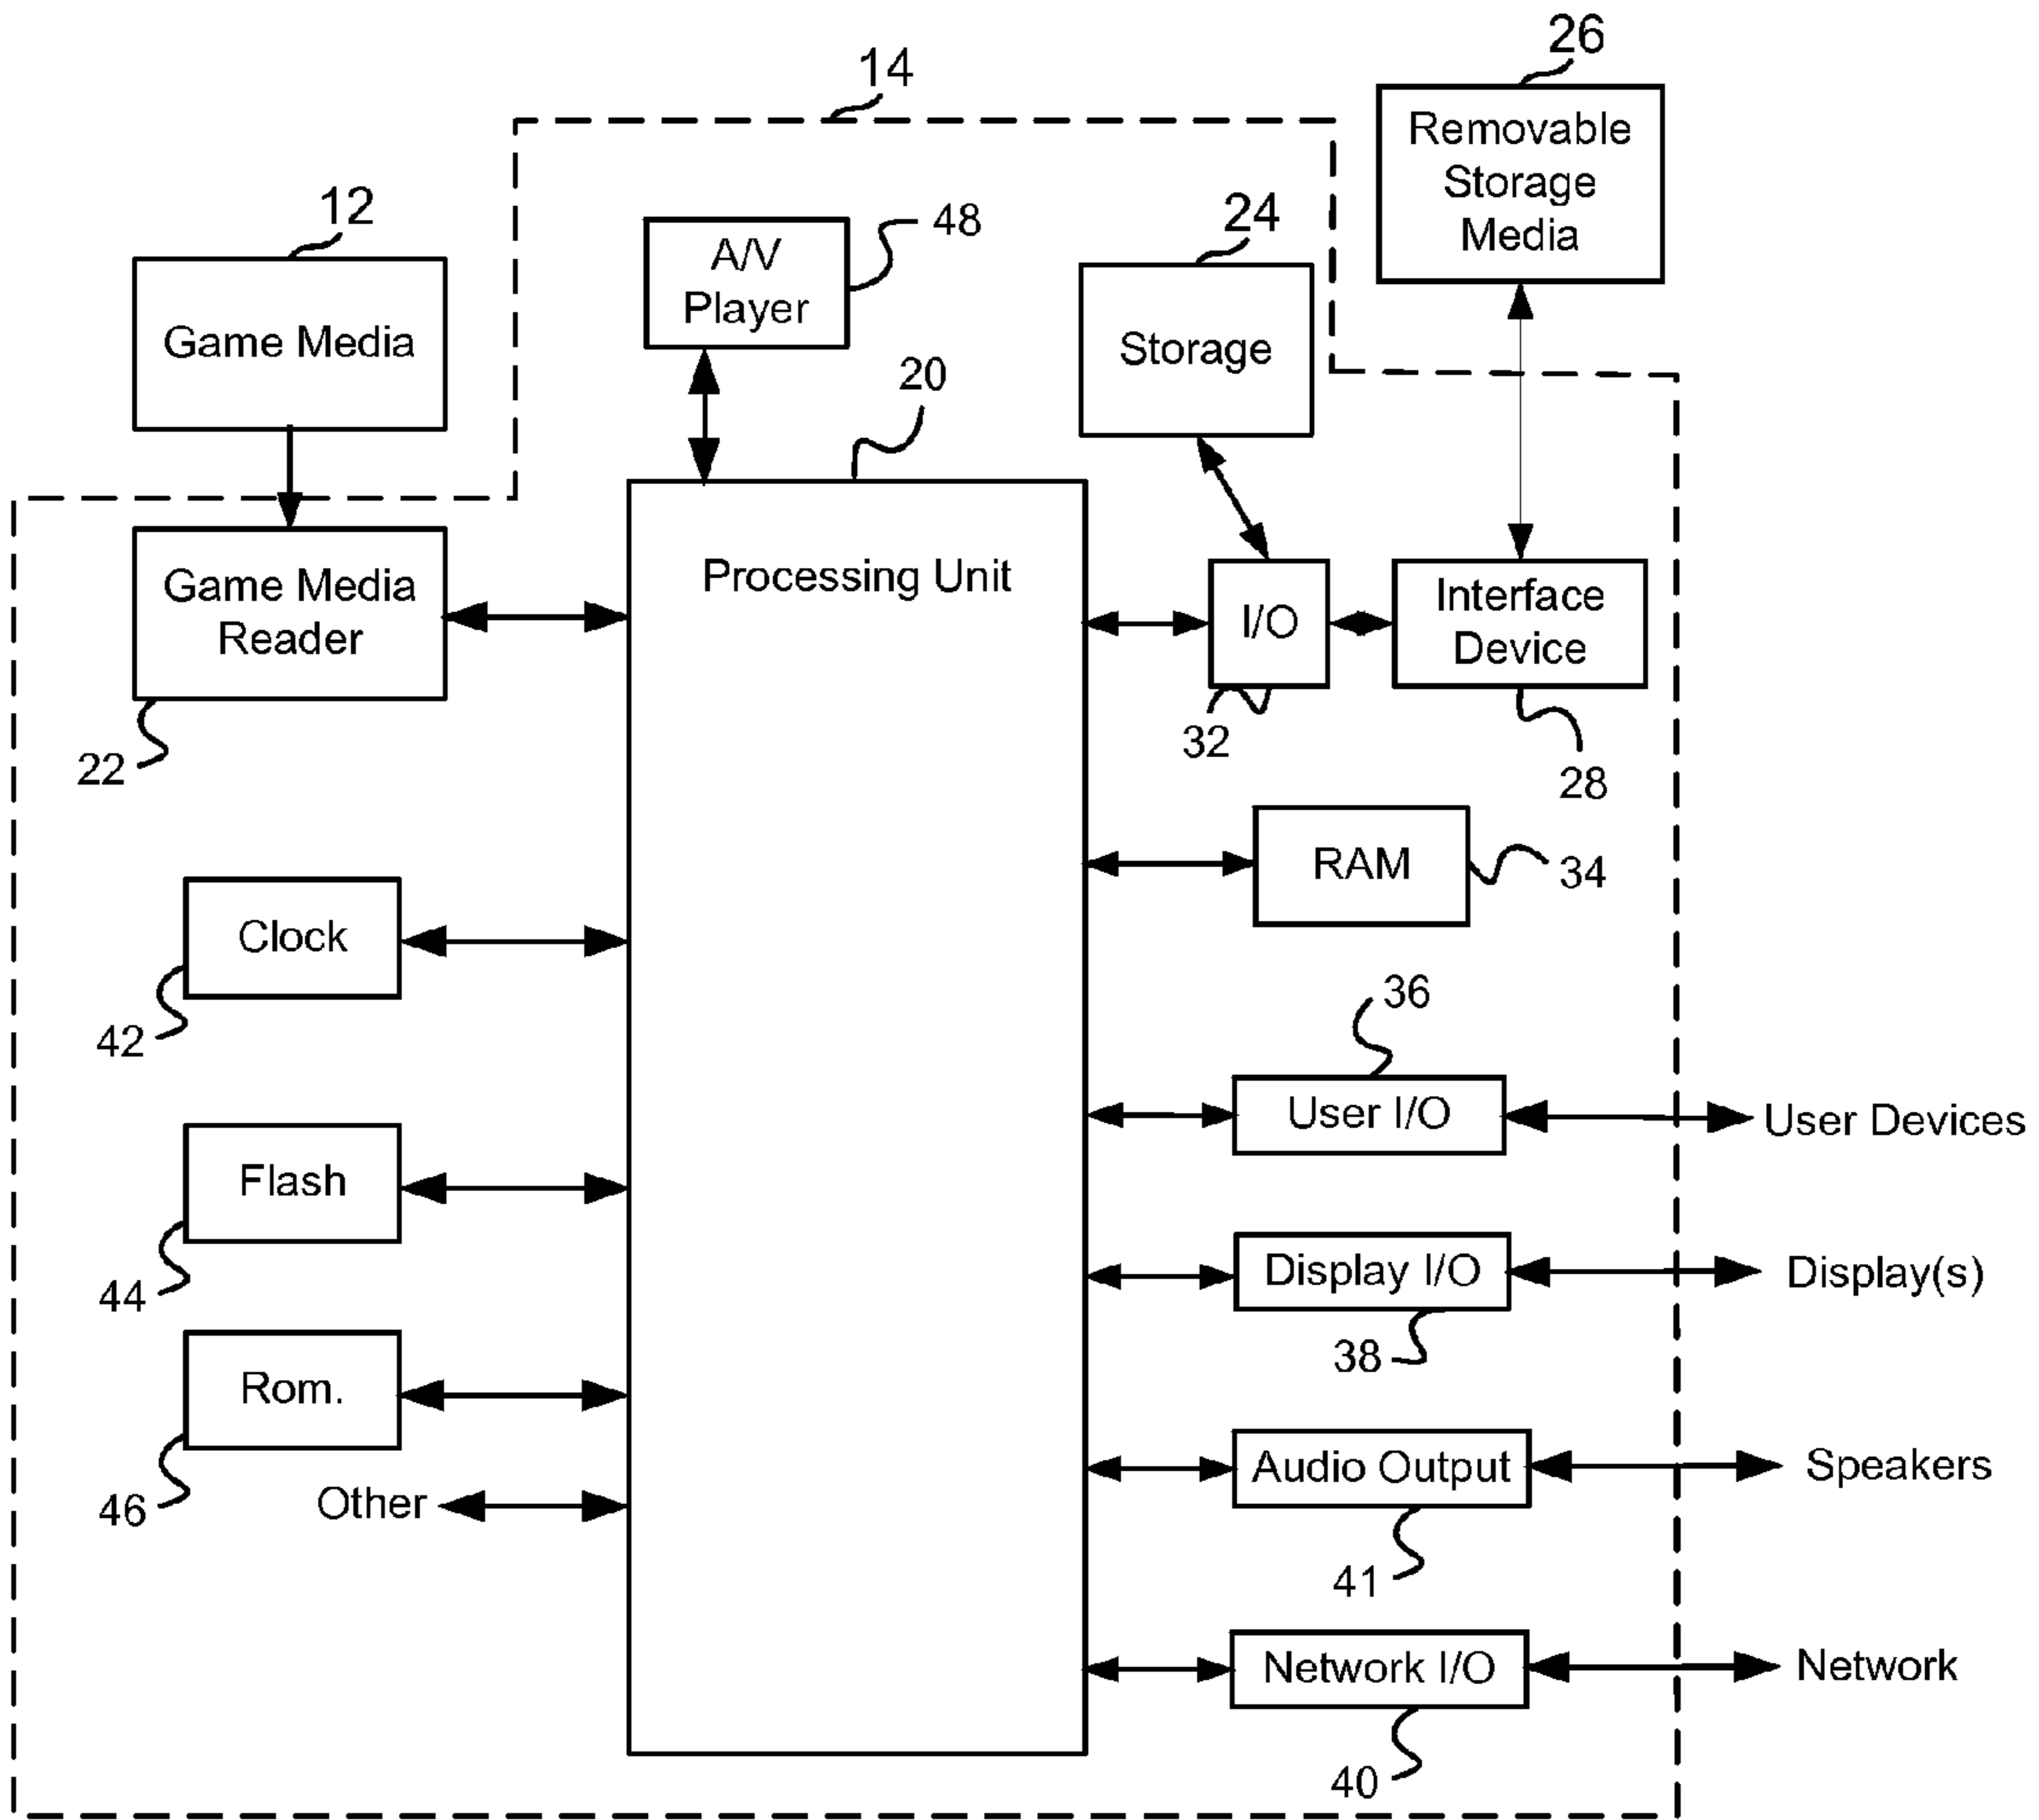 26
14
Removable
Storage
Media
12
24
48
A/V
Player
Game Media
Storage
20
Processing Unit
Game Media
Reader
I/O
Interface
Device
32
22
28
RAM
34
Clock
42
36
User I/O
User Devices
Flash
44
Display I/O
Display(s)
38
Rom.
46
Other
Audio Output
Speakers
41
Network I/O
Network
40